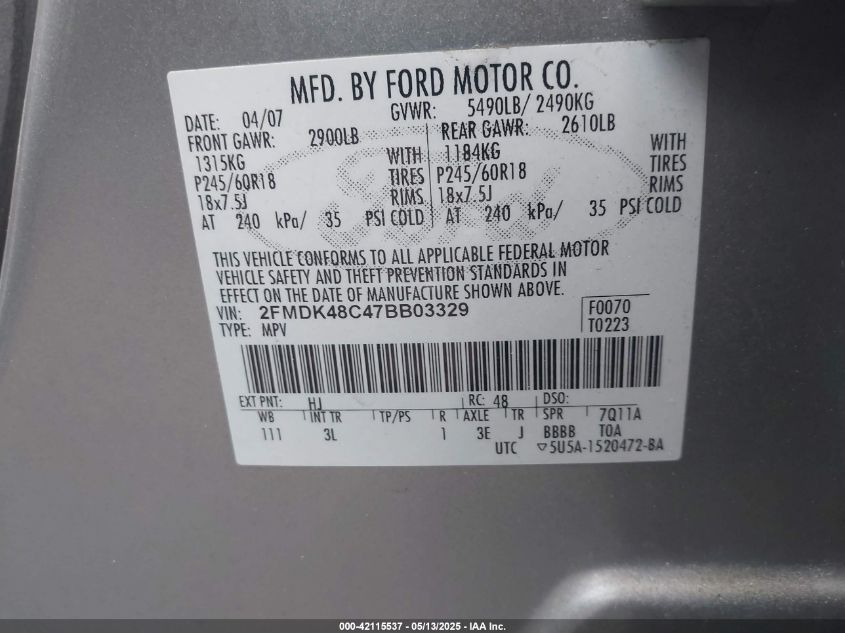 MFD. BY FORD MOTOR CO.
DATE: 04/07 GVWR: 5490LB/ 2490KG
FRONT GAWR: 2900LB REAR GAWR: 2610LB
1315KG WITH 1184KG WITH
P245/60R18 TIRES P245/60R18 TIRES
18x7.5J RIMS 18x7.5J RIMS
AT 240 kPa/ 35 PSI COLD AT 240 kPa/ 35 PSI COLD
THIS VEHICLE CONFORMS TO ALL APPLICABLE FEDERAL MOTOR
VEHICLE SAFETY AND THEFT PREVENTION STANDARDS IN
EFFECT ON THE DATE OF MANUFACTURE SHOWN ABOVE.
VIN: 2FMDK48C47BB03329 F0070
TYPE: MPV T0223
EXT PNT: HJ RC: 48 DSO:
WB INT TR TP/PS R AXLE TR SPR 7Q11A
111 3L 1 3E J BBBB TOA
UTC ▽5U5A-1520472-BA
000-42115537 - 05/13/2025 - IAA Inc.